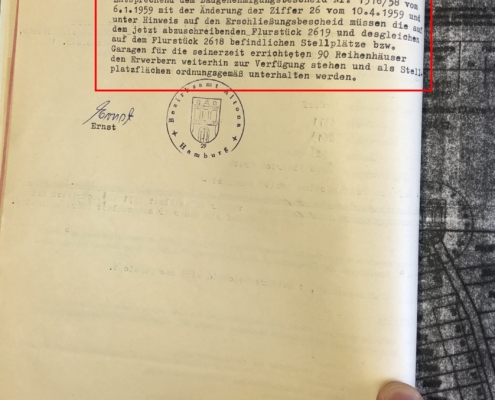 Entsprechend dem Baugenehmigungsbescheid Nr. 1518/58 vom
6.1.1959 mit der Änderung der Ziffer 26 vom 10.4.1959 und
unter Hinweis auf den Erschließungsbescheid müssen die auf
dem jetzt abzuschreibenden Flurstück 2619 und desgleichen
auf dem Flurstück 2618 befindlichen Stellplätze bzw.
Garagen für die seinerzeit errichteten 90 Reihenhäuser
den Erwerbern weiterhin zur Verfügung stehen und als Stell-
platzflächen ordnungsgemäß unterhalten werden.
Ernst
Ernst
Bezirksamt Altona
29
Hamburg